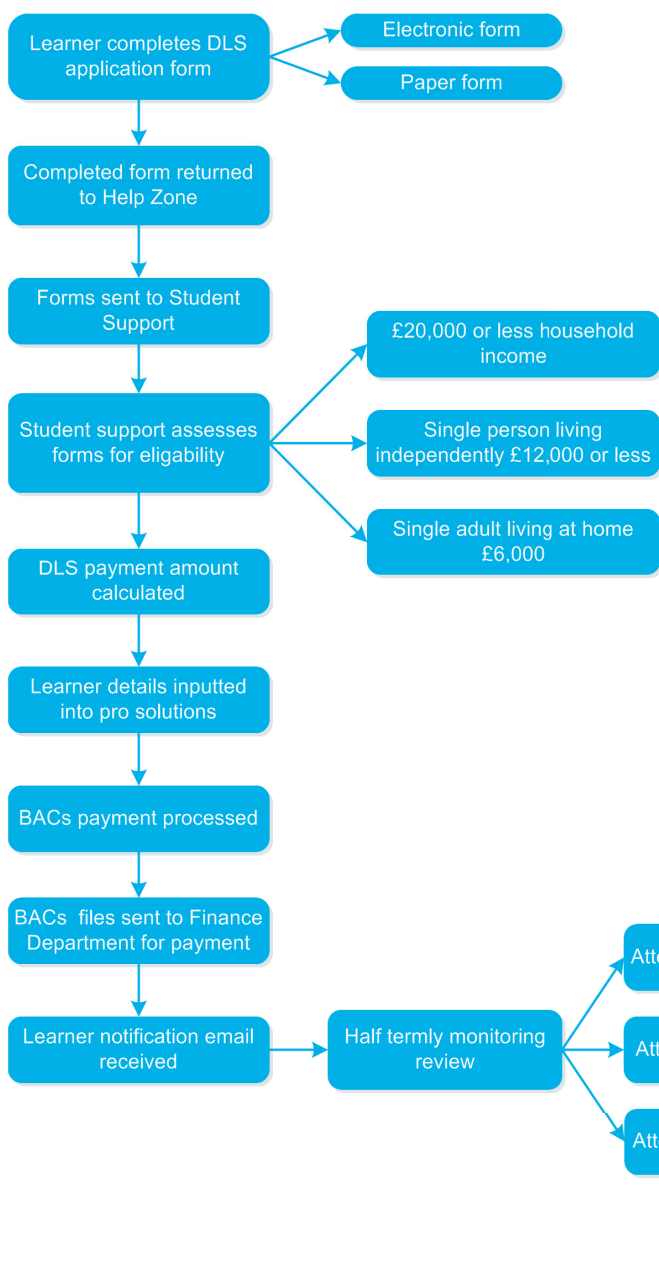 Learner completes DLS
application form
Electronic form
Paper form
Completed form returned
to Help Zone
Forms sent to Student
Support
£20,000 or less household
income
Student support assesses
forms for eligability
Single person living
independently £12,000 or less
Single adult living at home
£6,000
DLS payment amount
calculated
Learner details inputted
into pro solutions
BACs payment processed
BACs files sent to Finance
Department for payment
Learner notification email
received
Half termly monitoring
review